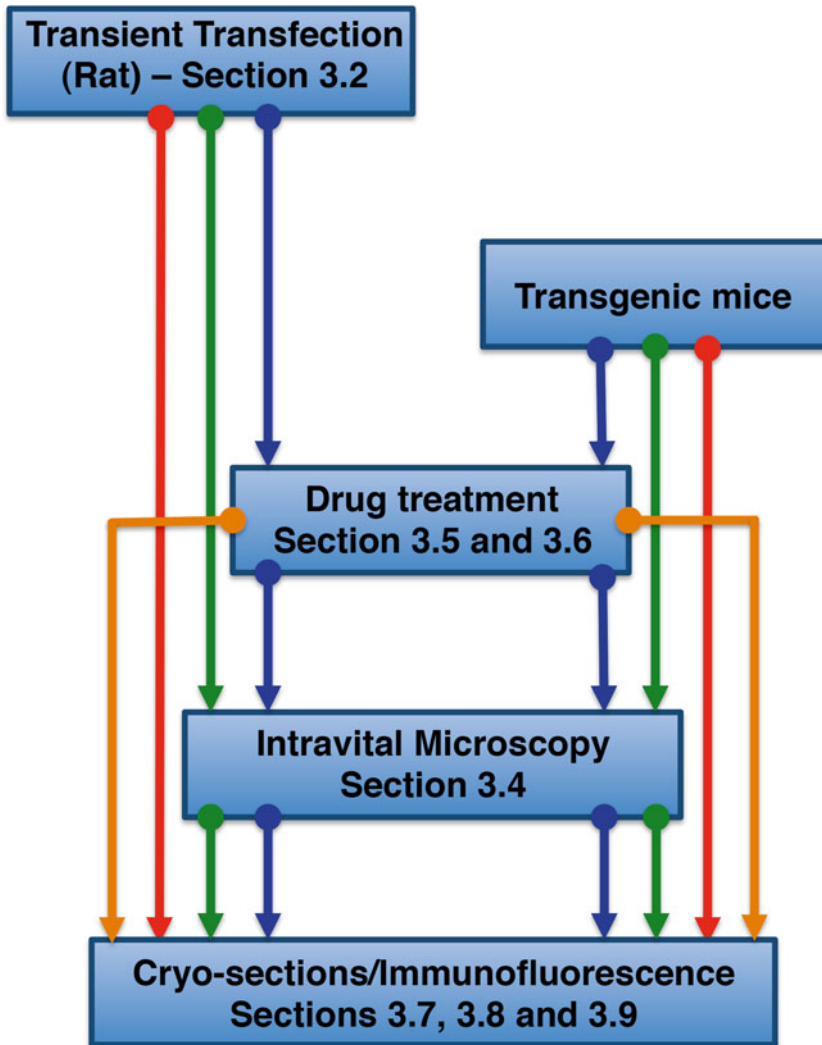 Transient Transfection
(Rat) – Section 3.2
Transgenic mice
Drug treatment
Section 3.5 and 3.6
Intravital Microscopy
Section 3.4
Cryo-sections/Immunofluorescence
Sections 3.7, 3.8 and 3.9